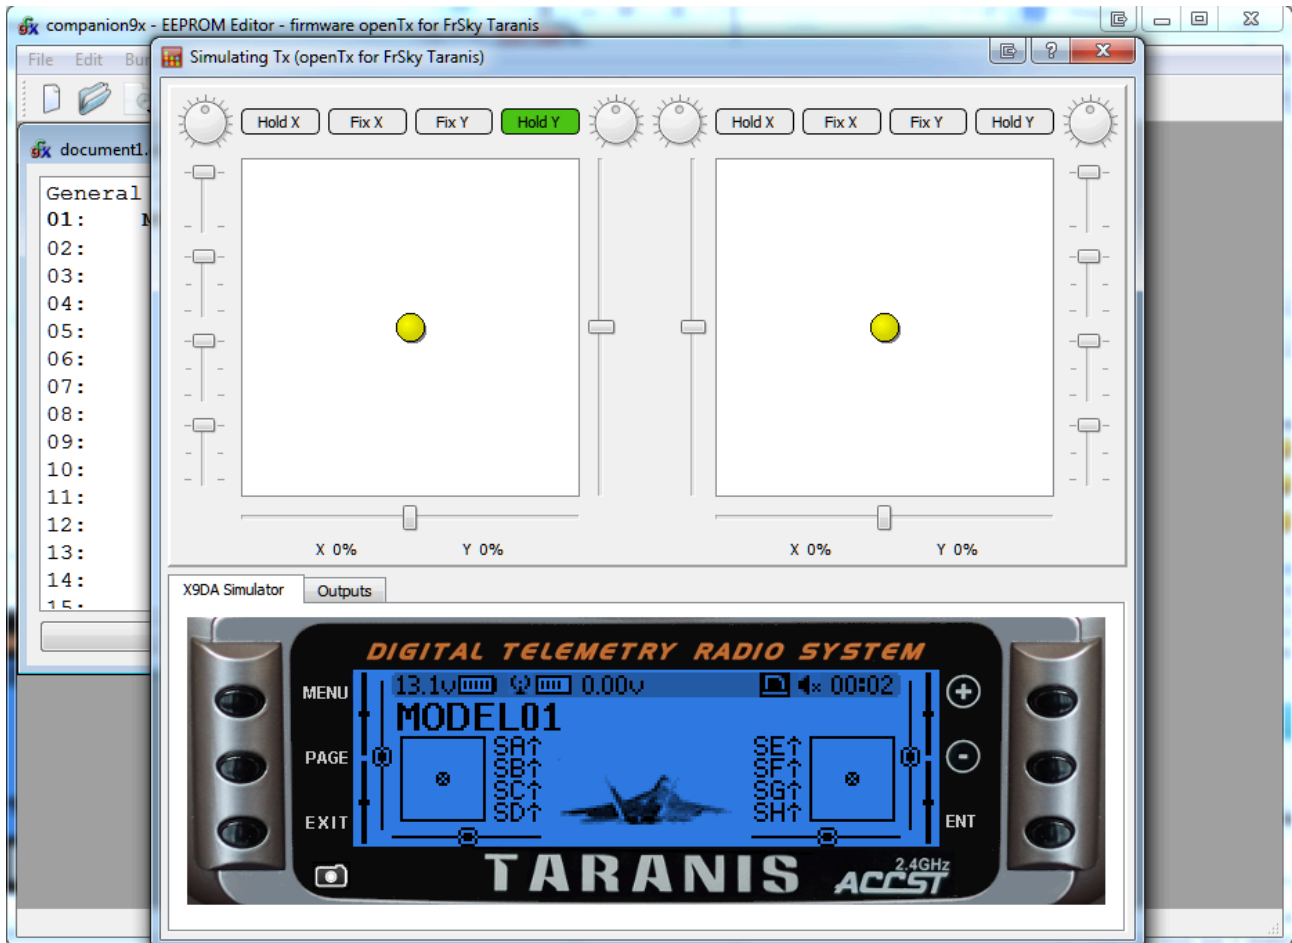 companion9x - EEPROM Editor - firmware openTx for FrSky Taranis
File Edit Bur
Simulating Tx (openTx for FrSky Taranis)
document1.
General
01: M
02:
03:
04:
05:
06:
07:
08:
09:
10:
11:
12:
13:
14:
15:
Hold X Fix X Fix Y Hold Y
Hold X Fix X Fix Y Hold Y
X 0% Y 0%
X 0% Y 0%
X9DA Simulator Outputs
DIGITAL TELEMETRY RADIO SYSTEM
MENU
PAGE
EXIT
13.1v 0.00v 00:02
MODEL01
SA↑
SB↑
SC↑
SD↑
SE↑
SF↑
SG↑
SH↑
+
-
ENT
TARANIS
2.4GHz
ACCST